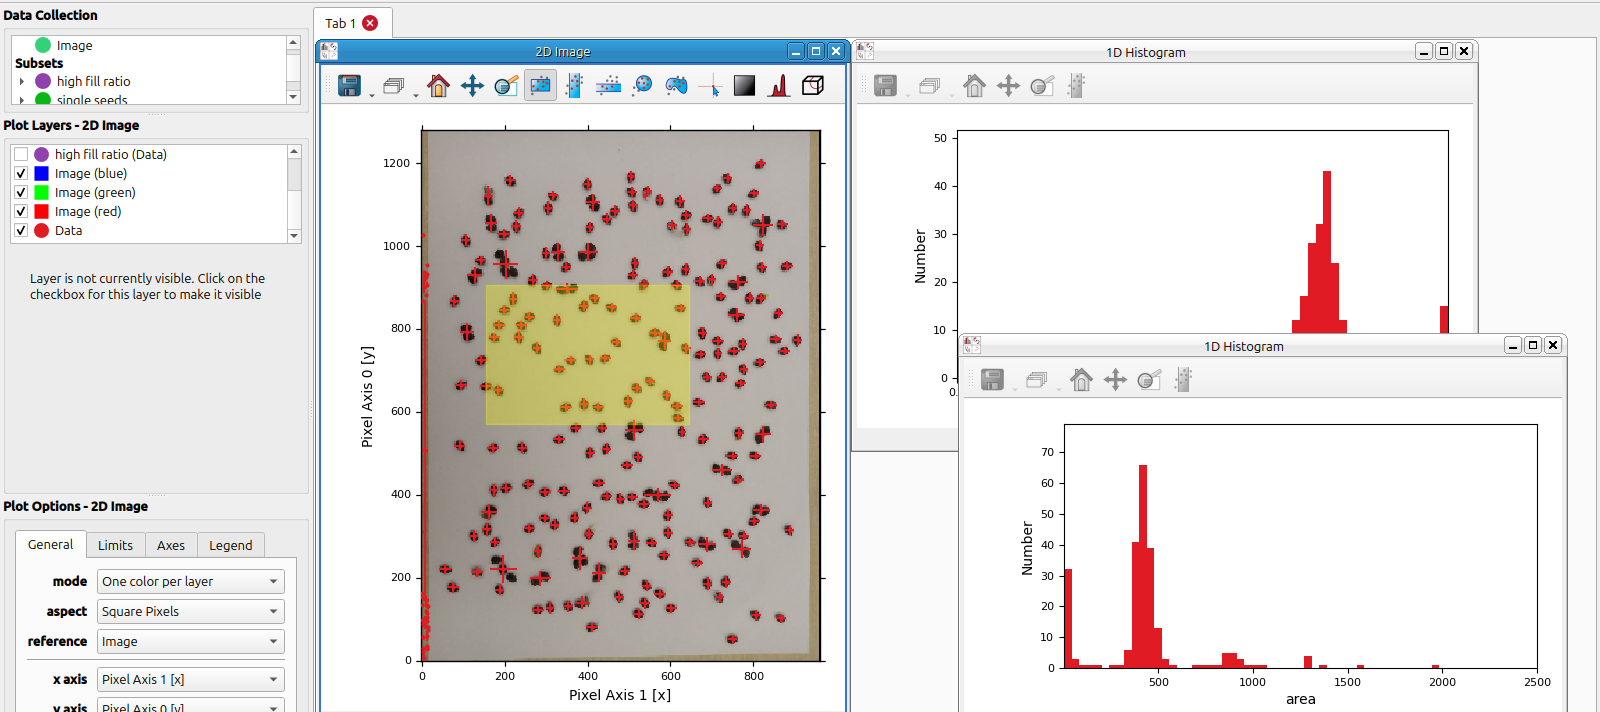 Data Collection
Image
Subsets
high fill ratio
single seeds
Plot Layers - 2D Image
high fill ratio (Data)
Image (blue)
Image (green)
Image (red)
Data
Layer is not currently visible. Click on the
checkbox for this layer to make it visible
Plot Options - 2D Image
General Limits Axes Legend
mode One color per layer
aspect Square Pixels
reference Image
x axis Pixel Axis 1 [x]
y axis Pixel Axis 0 [y]
Tab 1
2D Image
1200
1000
800
600
400
200
0
Pixel Axis 0 [y]
0 200 400 600 800
Pixel Axis 1 [x]
1D Histogram
50
40
30
20
10
0
Number
0.
1D Histogram
70
60
50
40
30
20
10
0
Number
500 1000 1500 2000 2500
area